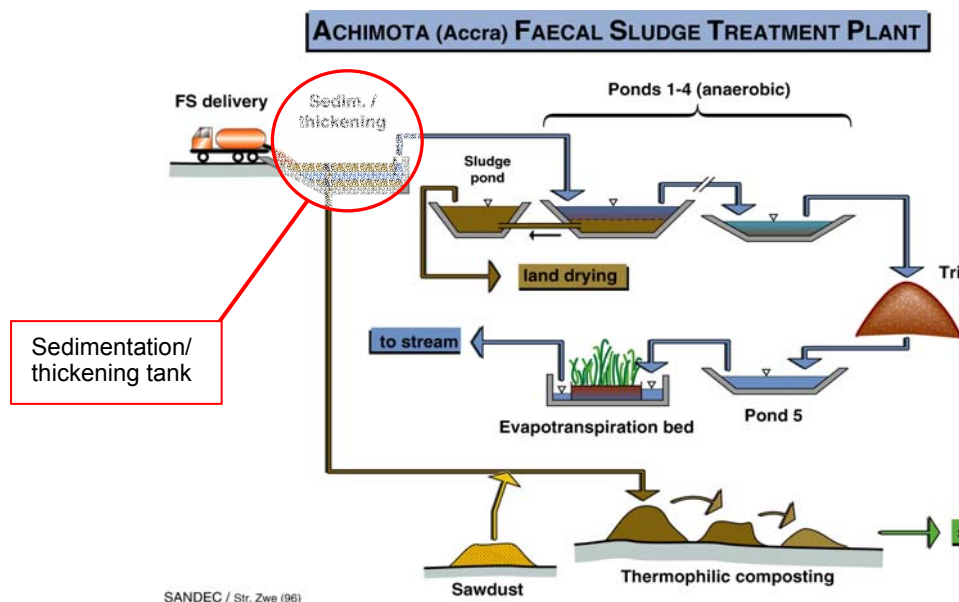 ACHIMOTA (Accra) FAECAL SLUDGE TREATMENT PLANT
FS delivery
Sedim. /
thickening
Ponds 1-4 (anaerobic)
Sludge
pond
land drying
Tri
Sedimentation/
thickening tank
to stream
Evapotranspiration bed
Pond 5
Sawdust
Thermophilic composting
SANDEC / Str. Zwe (96)